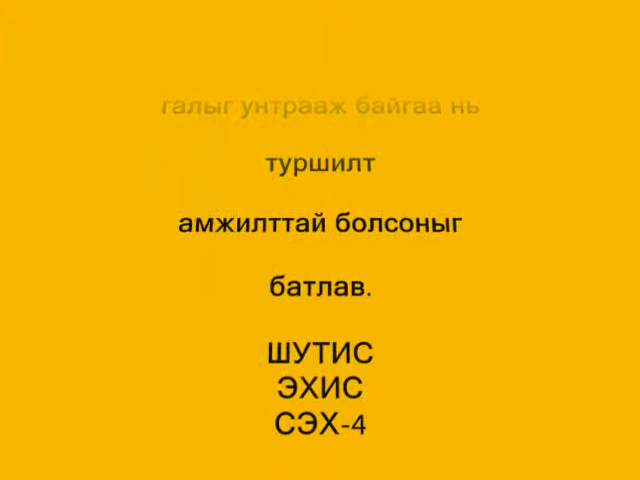 галыг унтрааж байгаа нь
туршилт
амжилттай болсоныг
батлав.
ШУТИС
ЭХИС
СЭХ-4